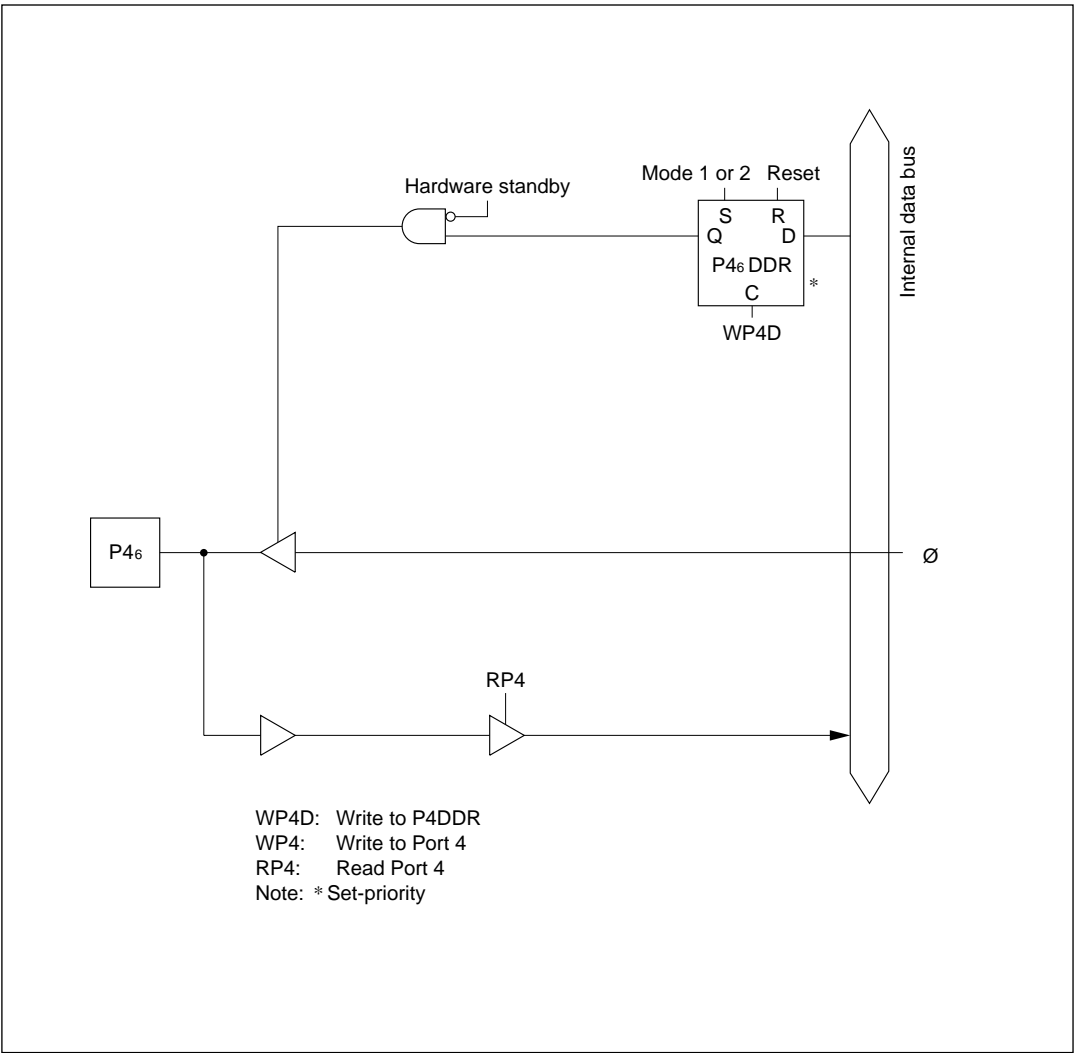 Mode 1 or 2 Reset
Hardware standby
S R
Q D
P46 DDR
*
C
WP4D
Internal data bus
P46
Ø
RP4
WP4D: Write to P4DDR
WP4: Write to Port 4
RP4: Read Port 4
Note: * Set-priority